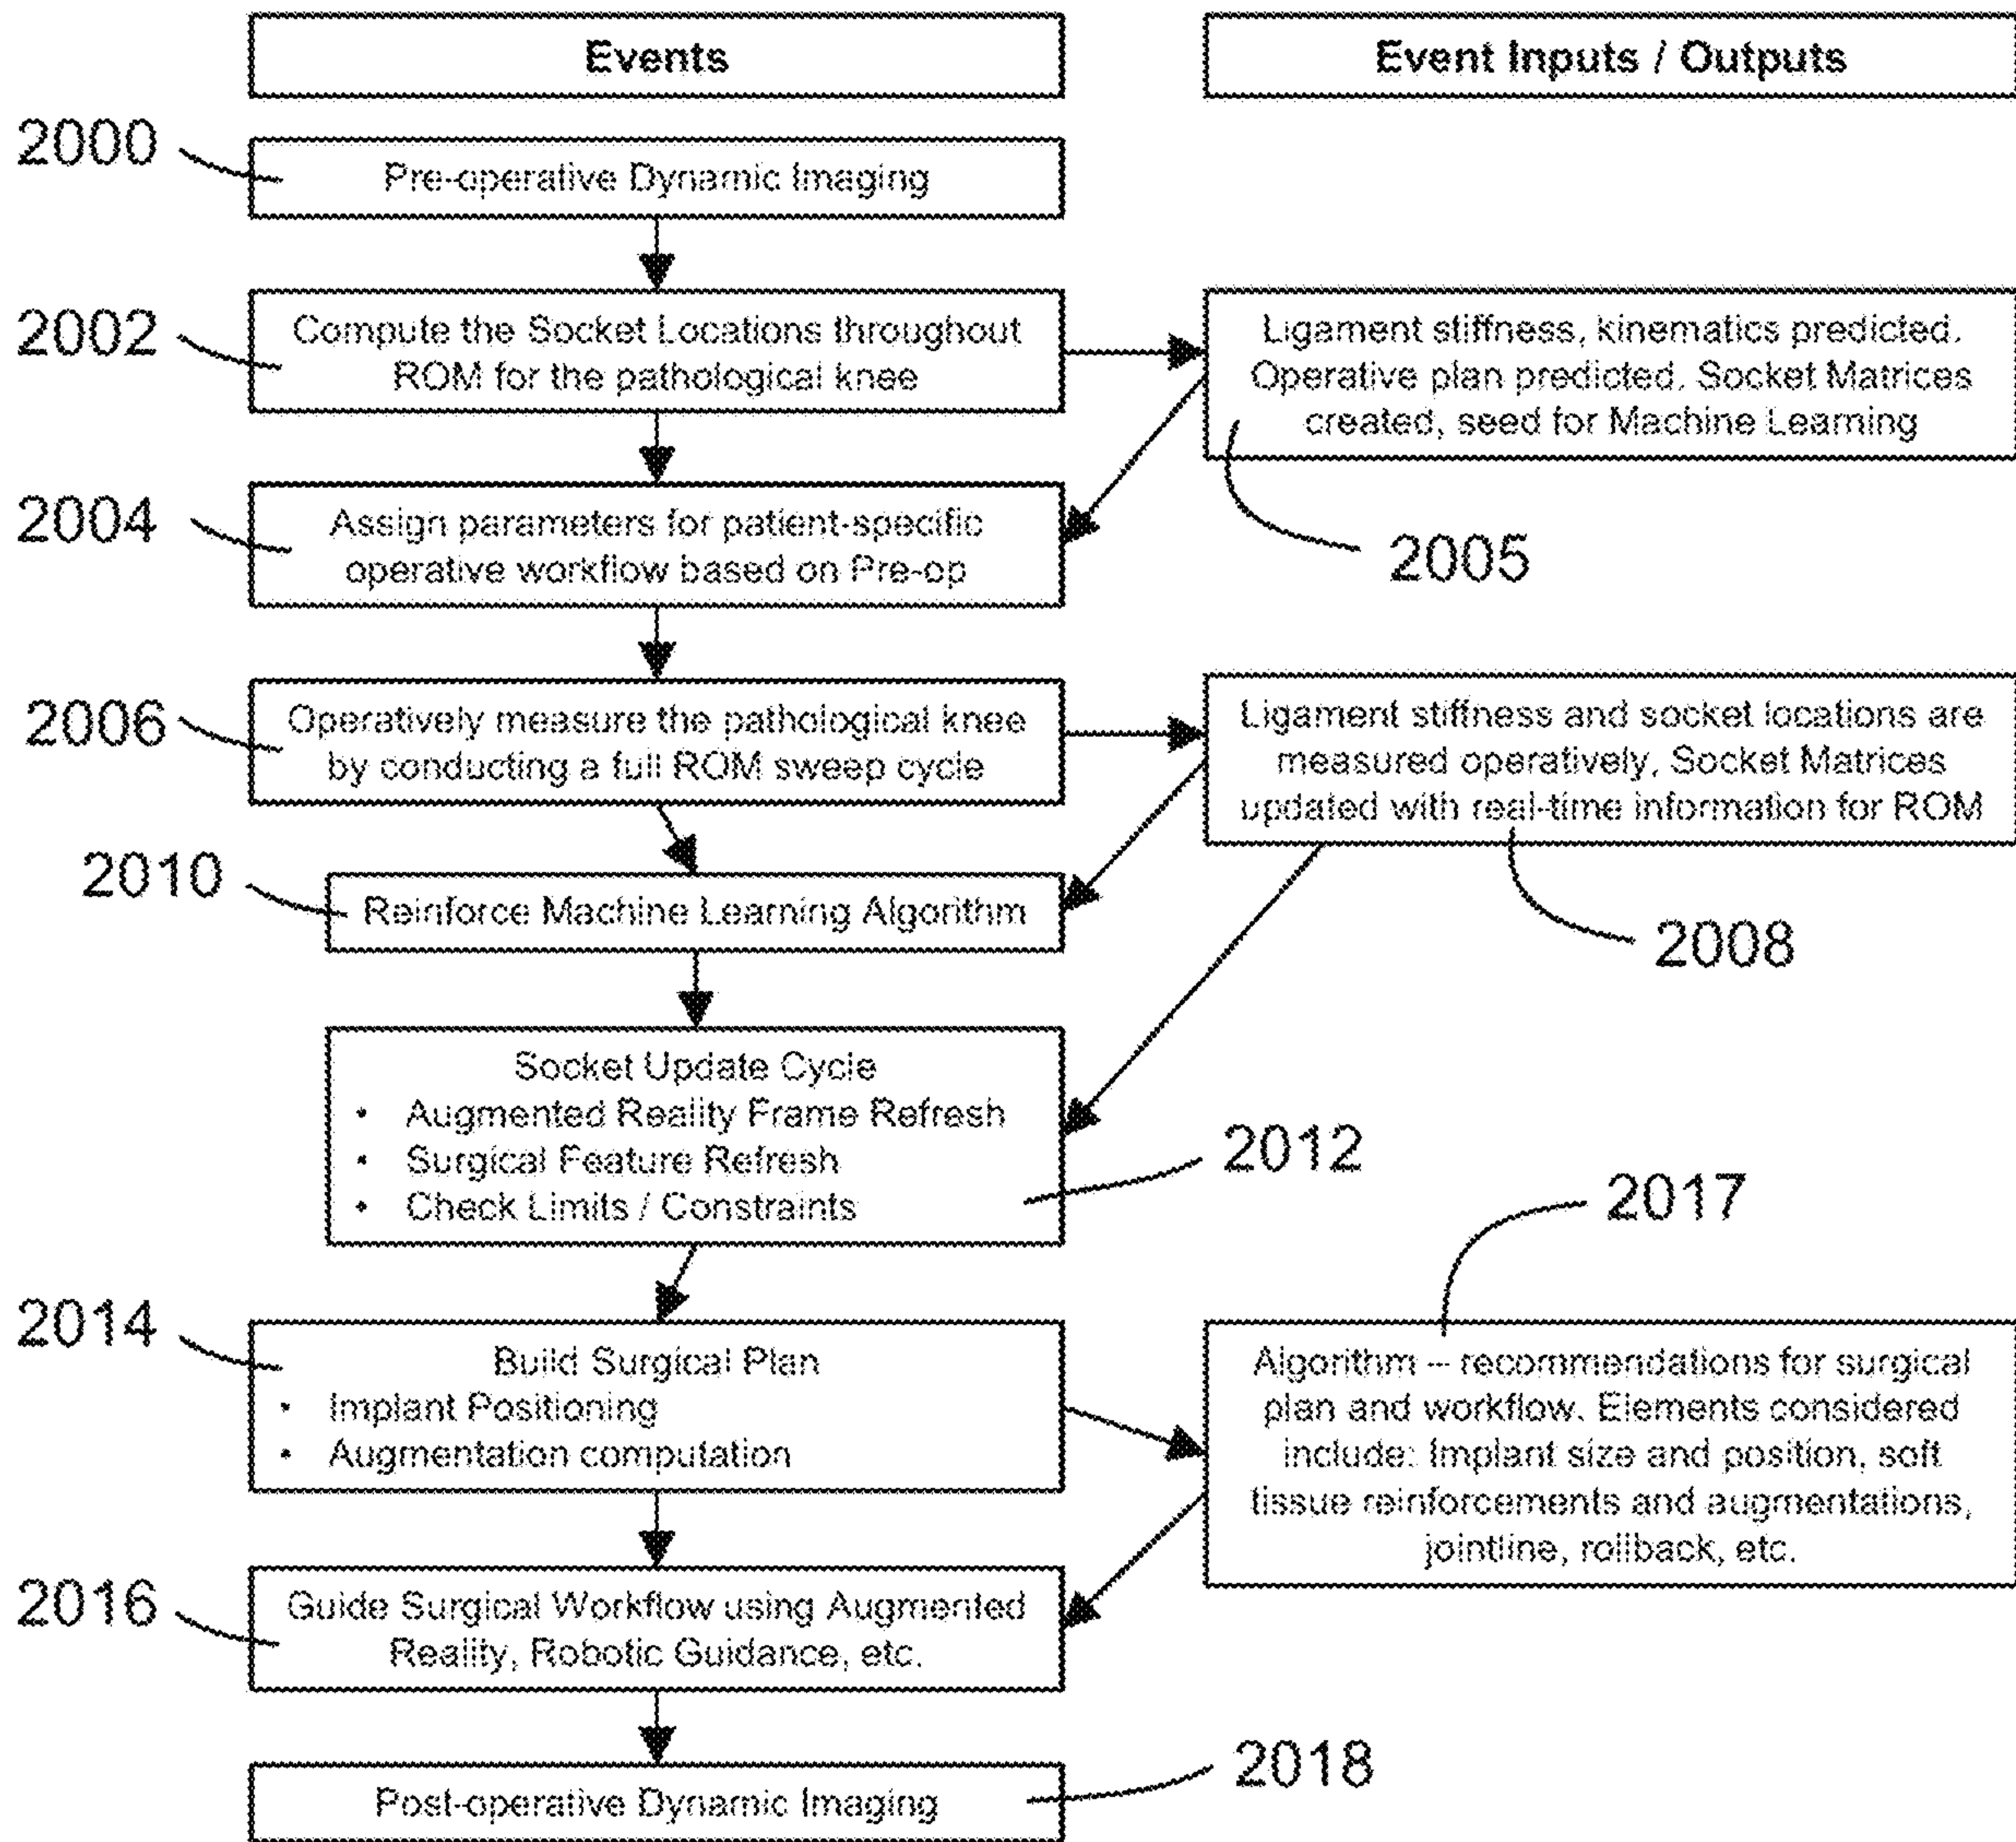 Events
Event Inputs / Outputs
2000
Pre-operative Dynamic Imaging
2002
Compute the Socket Locations throughout
ROM for the pathological knee
Ligament stiffness, kinematics predicted.
Operative plan predicted. Socket Matrices
created, seed for Machine Learning
2005
2004
Assign parameters for patient-specific
operative workflow based on Pre-op
2006
Operatively measure the pathological knee
by conducting a full ROM sweep cycle
Ligament stiffness and socket locations are
measured operatively, Socket Matrices
updated with real-time information for ROM
2008
2010
Reinforce Machine Learning Algorithm
Socket Update Cycle
• Augmented Reality Frame Refresh
• Surgical Feature Refresh
• Check Limits / Constraints
2012
2014
Build Surgical Plan
• Implant Positioning
• Augmentation computation
2017
Algorithm -- recommendations for surgical
plan and workflow. Elements considered
include: Implant size and position, soft
tissue reinforcements and augmentations,
jointline, rollback, etc.
2016
Guide Surgical Workflow using Augmented
Reality, Robotic Guidance, etc.
2018
Post-operative Dynamic Imaging